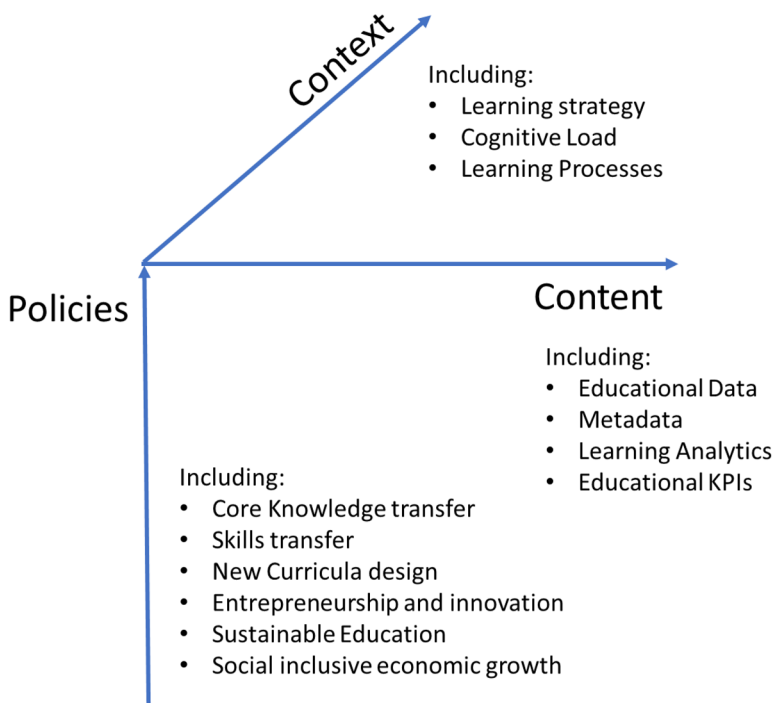 Context
Including:
• Learning strategy
• Cognitive Load
• Learning Processes
Policies
Content
Including:
• Educational Data
• Metadata
• Learning Analytics
• Educational KPIs
Including:
• Core Knowledge transfer
• Skills transfer
• New Curricula design
• Entrepreneurship and innovation
• Sustainable Education
• Social inclusive economic growth